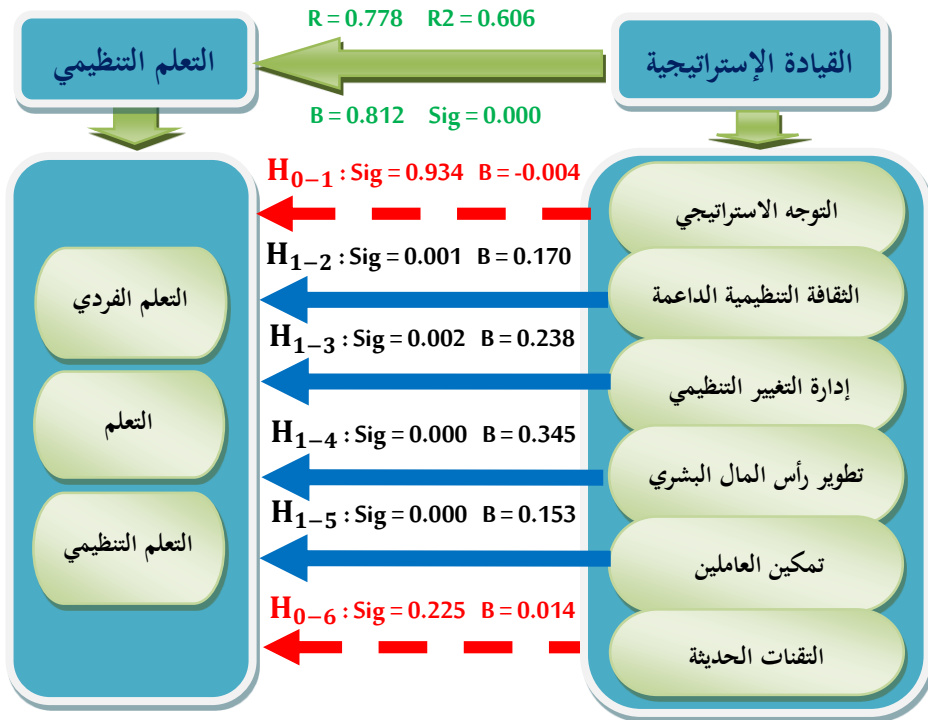 R = 0.778 R2 = 0.606
القيادة الإستراتيجية
التعلم التنظيمي
B = 0.812 Sig = 0.000
H0−1 : Sig = 0.934 B = -0.004
التوجه الاستراتيجي
H1−2 : Sig = 0.001 B = 0.170
الثقافة التنظيمية الداعمة
التعلم الفردي
H1−3 : Sig = 0.002 B = 0.238
إدارة التغيير التنظيمي
التعلم
H1−4 : Sig = 0.000 B = 0.345
تطوير رأس المال البشري
H1−5 : Sig = 0.000 B = 0.153
التعلم التنظيمي
تمكين العاملين
H0−6 : Sig = 0.225 B = 0.014
التقنات الحديثة